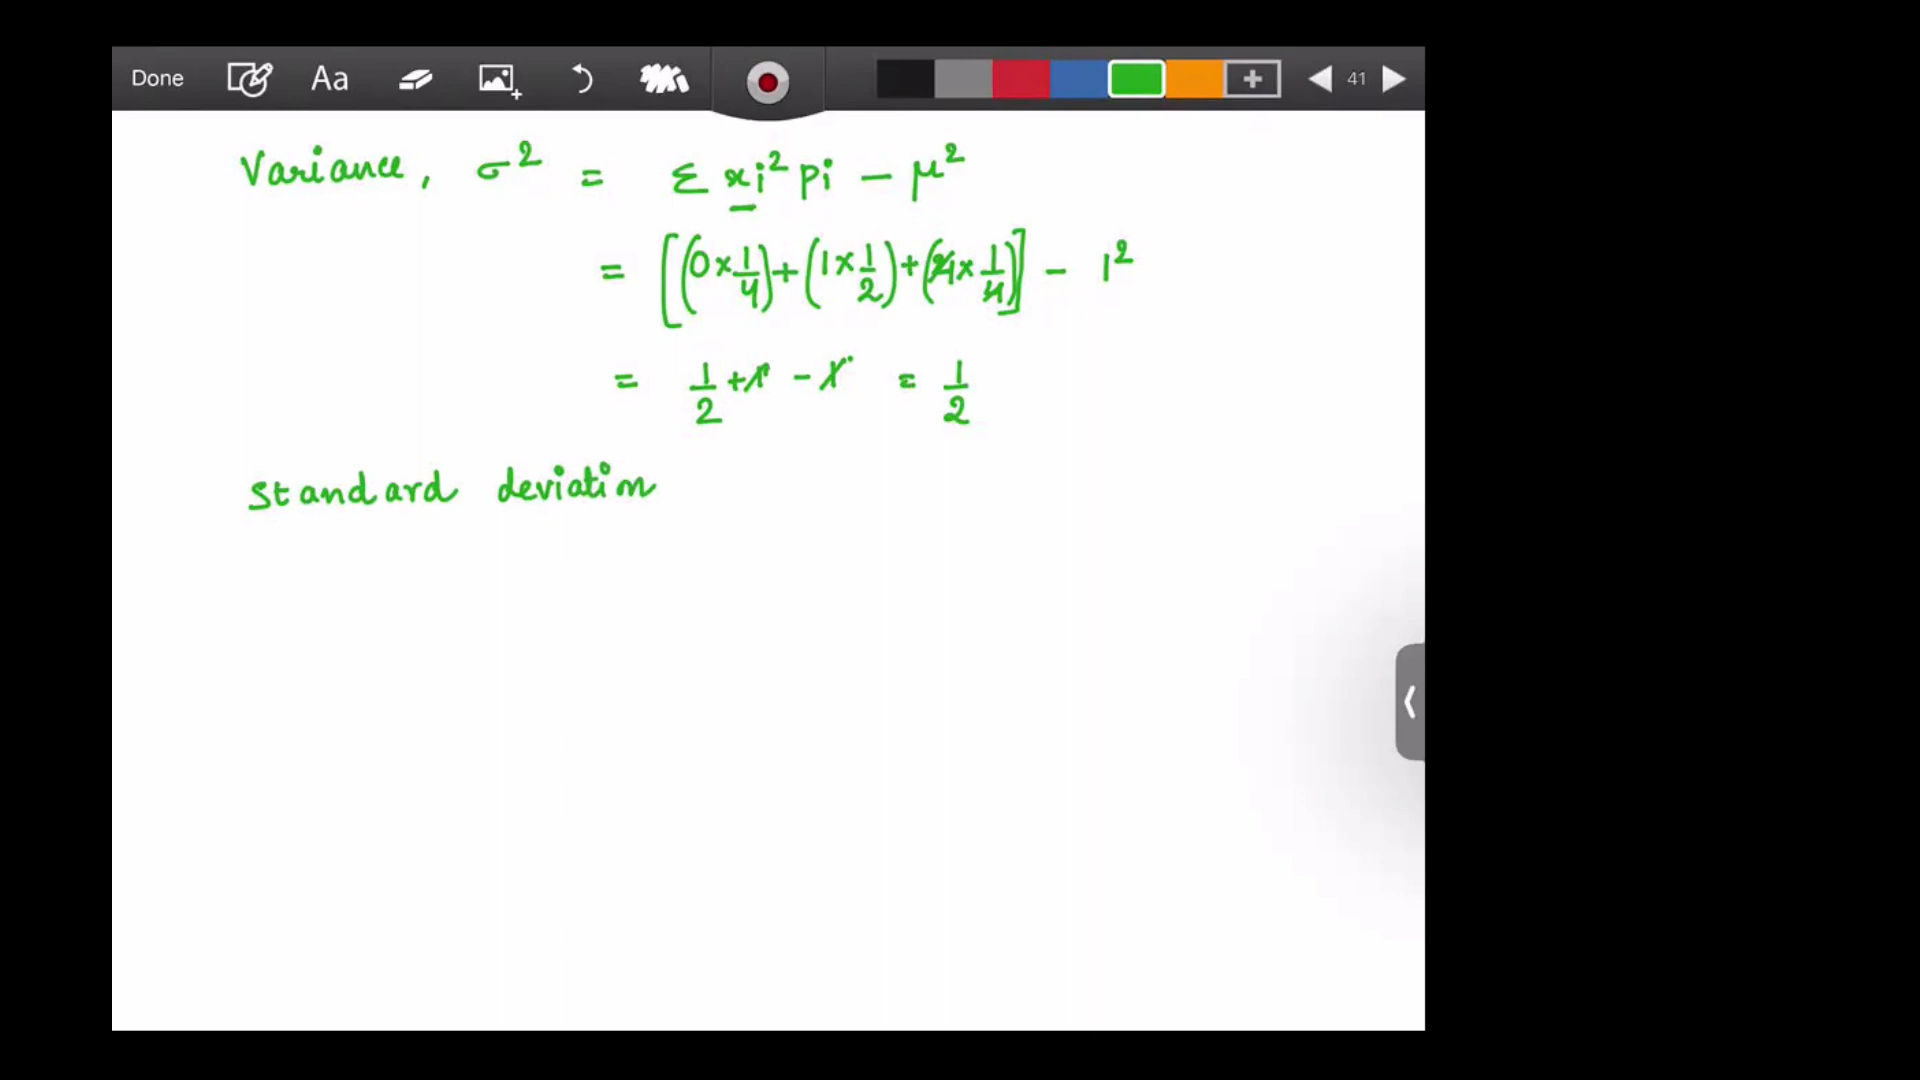 Done Aa 41
Variance, σ² = Σ xi² pi − μ²
= [(0×1/4)+(1×1/2)+(4×1/4)] − 1²
= 1/2 +1 − 1 = 1/2
Standard deviation